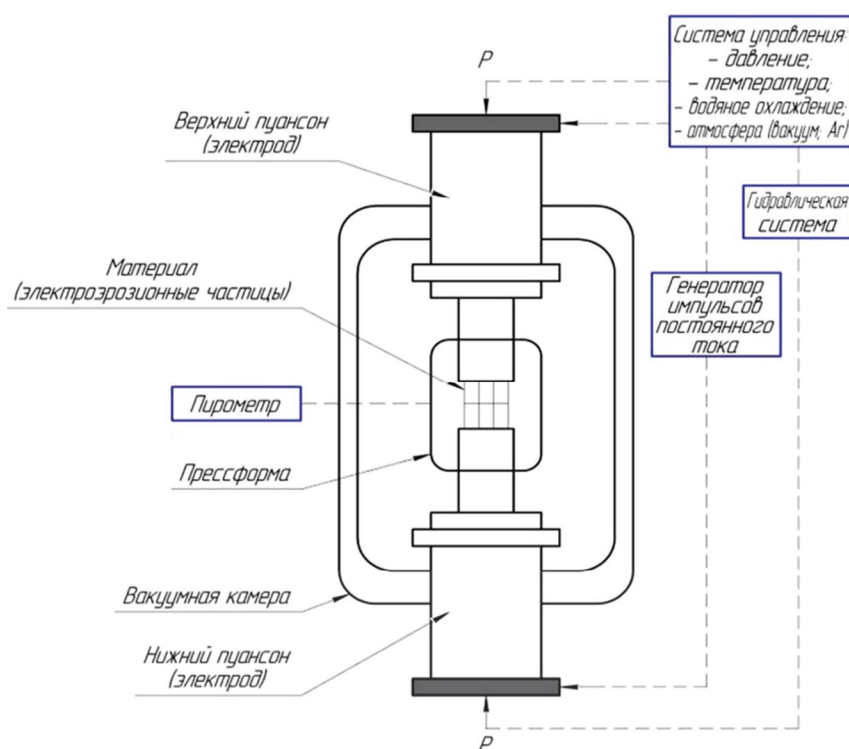 P
Система управления:
- давление;
- температура;
- водяное охлаждение;
- атмосфера (вакуум; Ar)
Верхний пуансон
(электрод)
Гидравлическая
система
Материал
(электроэрозионные частицы)
Генератор
импульсов
постоянного
тока
Пирометр
Прессформа
Вакуумная камера
Нижний пуансон
(электрод)
P